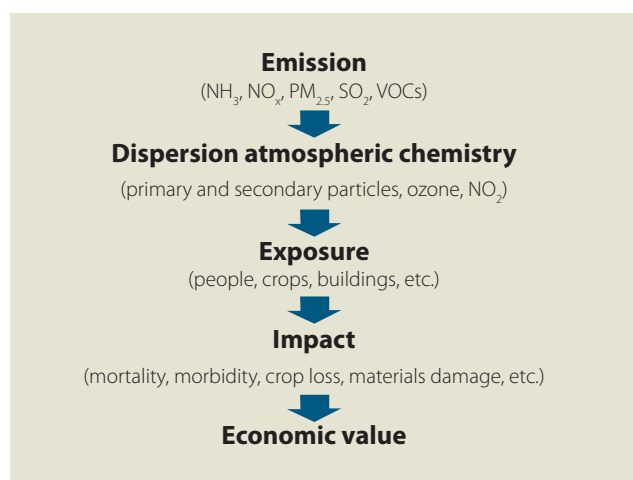 Emission
(NH₃, NOₓ, PM₂.₅, SO₂, VOCs)
Dispersion atmospheric chemistry
(primary and secondary particles, ozone, NO₂)
Exposure
(people, crops, buildings, etc.)
Impact
(mortality, morbidity, crop loss, materials damage, etc.)
Economic value